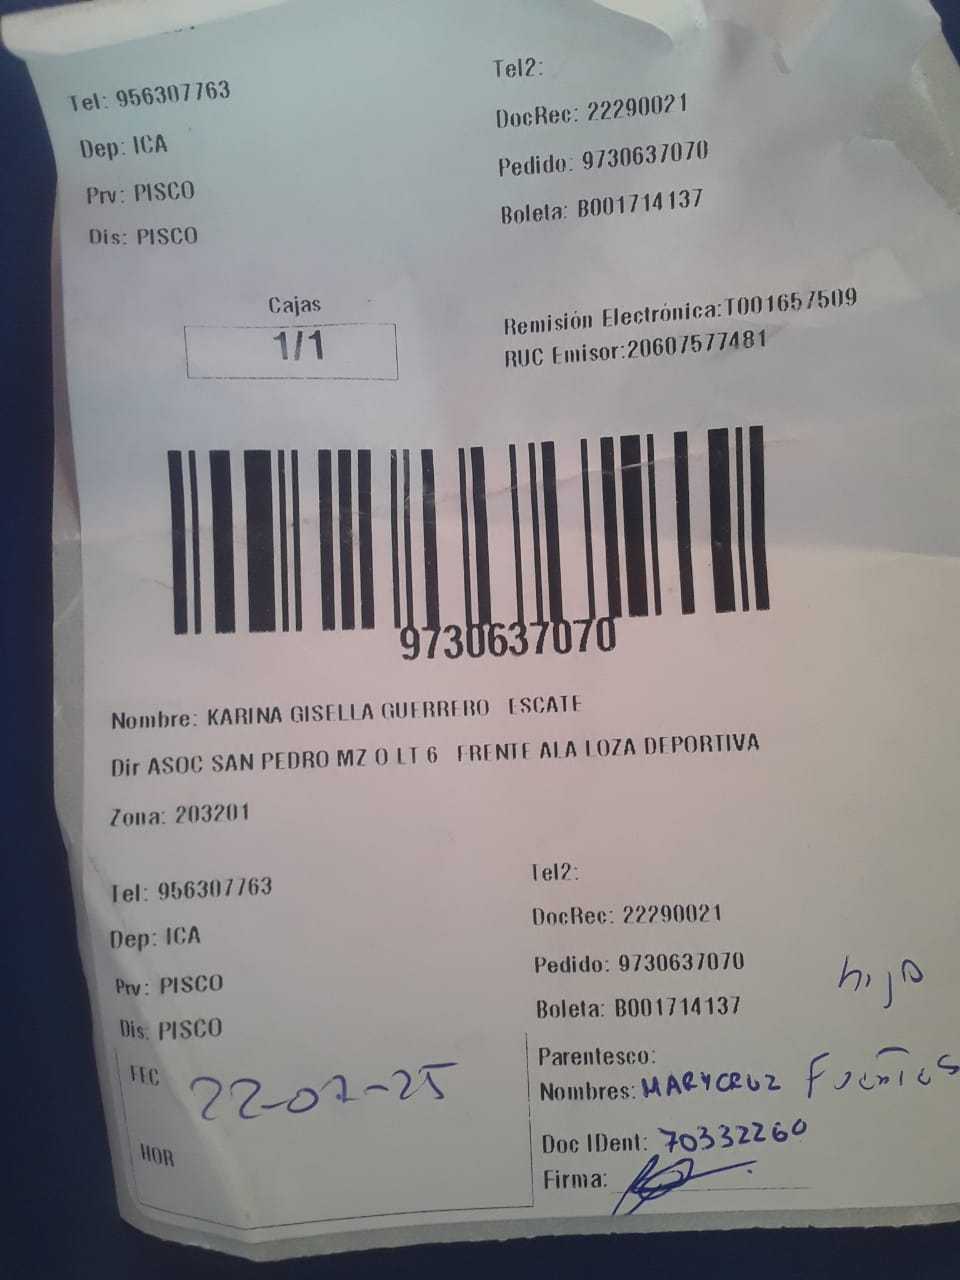 Tel: 956307763 Tel2:
Dep: ICA DocRec: 22290021
Prv: PISCO Pedido: 9730637070
Dis: PISCO Boleta: B001714137
Cajas
1/1
Remisión Electrónica:T001657509
RUC Emisor:20607577481
9730637070
Nombre: KARINA GISELLA GUERRERO ESCATE
Dir ASOC SAN PEDRO MZ O LT 6 FRENTE ALA LOZA DEPORTIVA
Zona: 203201
Tel: 956307763 Tel2:
Dep: ICA DocRec: 22290021
Prv: PISCO Pedido: 9730637070
Dis: PISCO Boleta: B001714137
hijo
FEC 22-07-25
HOR
Parentesco:
Nombres: MARYCRUZ
Doc IDent: 70332260
Firma: